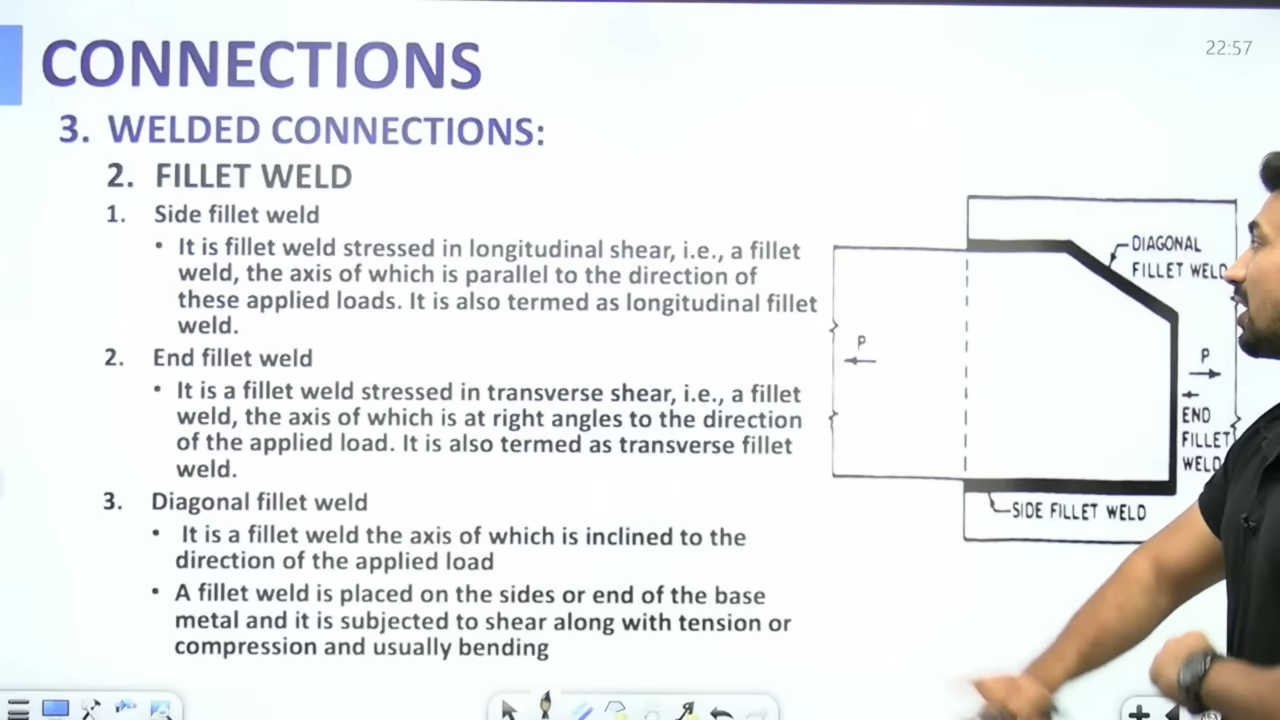 22:57
CONNECTIONS
3. WELDED CONNECTIONS:
2. FILLET WELD
1. Side fillet weld
• It is fillet weld stressed in longitudinal shear, i.e., a fillet
weld, the axis of which is parallel to the direction of
these applied loads. It is also termed as longitudinal fillet
weld.
2. End fillet weld
• It is a fillet weld stressed in transverse shear, i.e., a fillet
weld, the axis of which is at right angles to the direction
of the applied load. It is also termed as transverse fillet
weld.
3. Diagonal fillet weld
• It is a fillet weld the axis of which is inclined to the
direction of the applied load
• A fillet weld is placed on the sides or end of the base
metal and it is subjected to shear along with tension or
compression and usually bending
DIAGONAL
FILLET WELD
P
P
END
FILLET
WELD
SIDE FILLET WELD